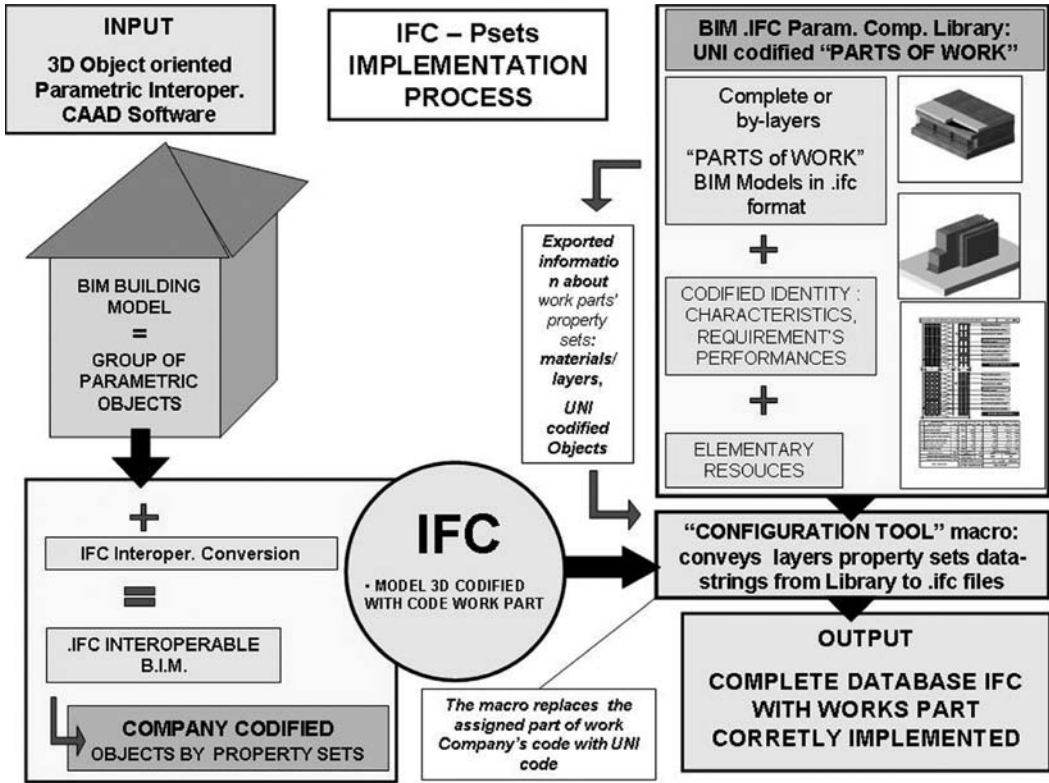 INPUT
3D Object oriented
Parametric Interoper.
CAAD Software
IFC – Psets
IMPLEMENTATION
PROCESS
BIM .IFC Param. Comp. Library:
UNI codified “PARTS OF WORK”
Complete or
by-layers
“PARTS of WORK”
BIM Models in .ifc
format
+
CODIFIED IDENTITY :
CHARACTERISTICS,
REQUIREMENT'S
PERFORMANCES
+
ELEMENTARY
RESOUCES
Exported
informatio
n about
work parts'
property
sets:
materials/
layers,
UNI
codified
Objects
BIM BUILDING
MODEL
=
GROUP OF
PARAMETRIC
OBJECTS
+
IFC Interoper. Conversion
=
.IFC INTEROPERABLE
B.I.M.
COMPANY CODIFIED
OBJECTS BY PROPERTY SETS
IFC
• MODEL 3D CODIFIED
WITH CODE WORK PART
“CONFIGURATION TOOL” macro:
conveys layers property sets data-
strings from Library to .ifc files
The macro replaces the
assigned part of work
Company's code with UNI
code
OUTPUT
COMPLETE DATABASE IFC
WITH WORKS PART
CORRETLY IMPLEMENTED